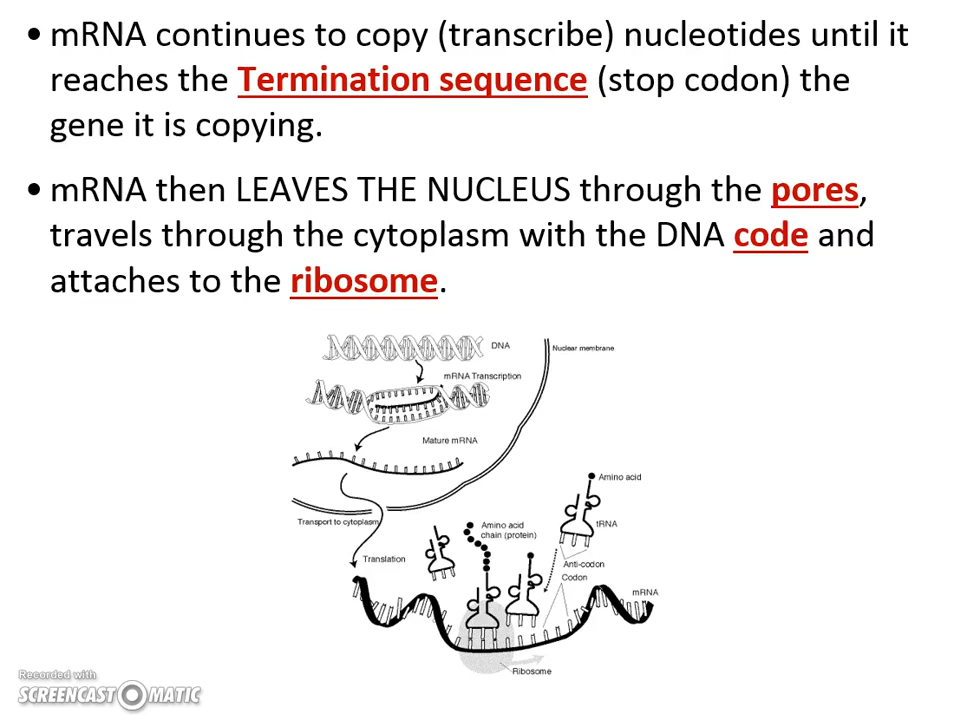 • mRNA continues to copy (transcribe) nucleotides until it
reaches the Termination sequence (stop codon) the
gene it is copying.
• mRNA then LEAVES THE NUCLEUS through the pores,
travels through the cytoplasm with the DNA code and
attaches to the ribosome.
DNA
Nuclear membrane
mRNA Transcription
Mature mRNA
Amino acid
Transport to cytoplasm
Amino acid
chain (protein)
tRNA
Translation
Anti-codon
Codon
mRNA
Ribosome
Recorded with
SCREENCAST MATIC